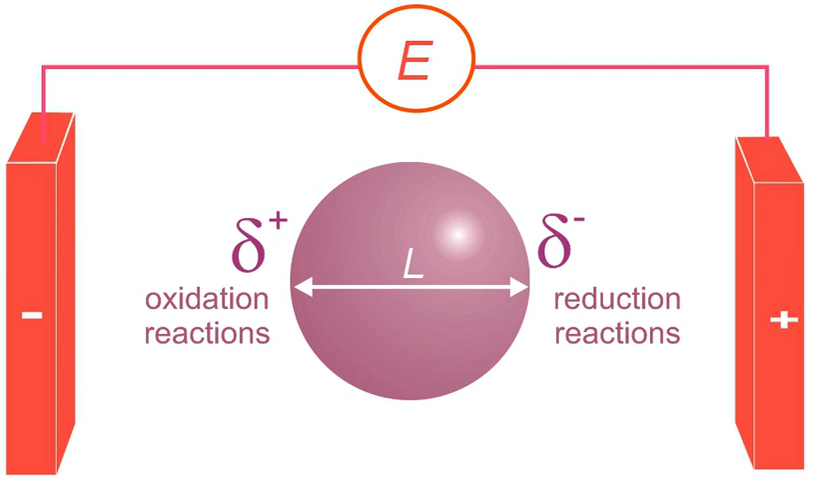 E
δ+
δ-
L
oxidation
reactions
reduction
reactions
-
+